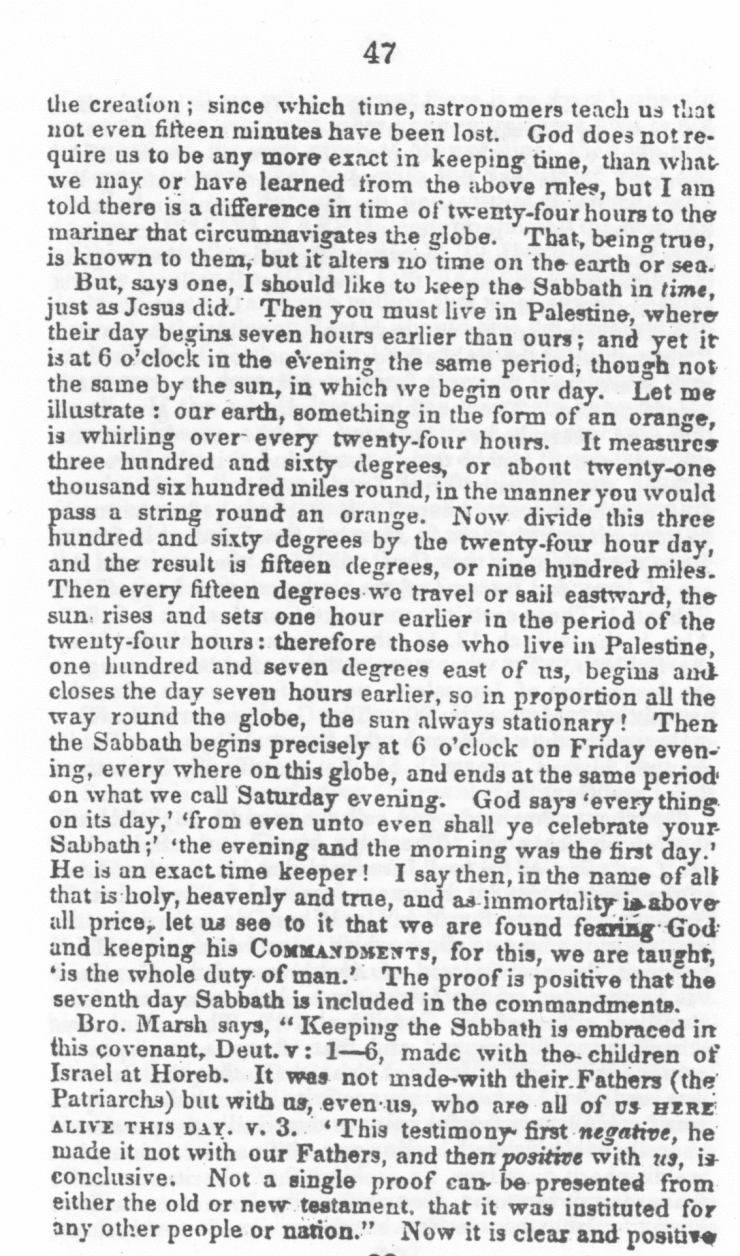 47
the creation ; since which time, astronomers teach us that
not even fifteen minutes have been lost. God does not re-
quire us to be any more exact in keeping time, than what
we may or have learned from the above rules, but I am
told there is a difference in time of twenty-four hours to the
mariner that circumnavigates the globe. That, being true,
is known to them, but it alters no time on the earth or sea.
But, says one, I should like to keep the Sabbath in time,
just as Jesus did. Then you must live in Palestine, where
their day begins seven hours earlier than ours; and yet it
is at 6 o'clock in the evening the same period, though not
the same by the sun, in which we begin our day. Let me
illustrate : our earth, something in the form of an orange,
is whirling over every twenty-four hours. It measures
three hundred and sixty degrees, or about twenty-one
thousand six hundred miles round, in the manner you would
pass a string round an orange. Now divide this three
hundred and sixty degrees by the twenty-four hour day,
and the result is fifteen degrees, or nine hundred miles.
Then every fifteen degrees we travel or sail eastward, the
sun rises and sets one hour earlier in the period of the
twenty-four hours: therefore those who live in Palestine,
one hundred and seven degrees east of us, begins and
closes the day seven hours earlier, so in proportion all the
way round the globe, the sun always stationary! Then
the Sabbath begins precisely at 6 o'clock on Friday even-
ing, every where on this globe, and ends at the same period
on what we call Saturday evening. God says 'every thing
on its day,' 'from even unto even shall ye celebrate your
Sabbath;' 'the evening and the morning was the first day.'
He is an exact time keeper! I say then, in the name of all
that is holy, heavenly and true, and as immortality is above
all price, let us see to it that we are found fearing God
and keeping his COMMANDMENTS, for this, we are taught,
'is the whole duty of man.' The proof is positive that the
seventh day Sabbath is included in the commandments.
Bro. Marsh says, "Keeping the Sabbath is embraced in
this covenant, Deut. v: 1—6, made with the children of
Israel at Horeb. It was not made with their Fathers (the
Patriarchs) but with us, even us, who are all of US HERE
ALIVE THIS DAY. v. 3. 'This testimony first negative, he
made it not with our Fathers, and then positive with us, is
conclusive. Not a single proof can be presented from
either the old or new testament, that it was instituted for
any other people or nation." Now it is clear and positive